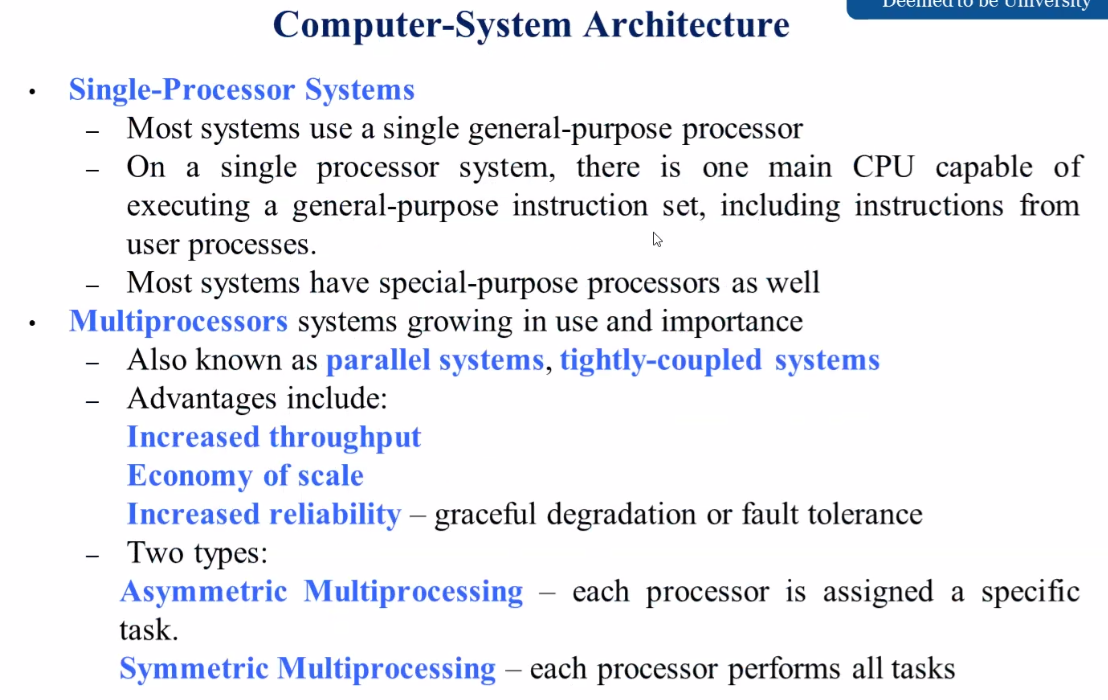 Deemed to be University
Computer-System Architecture
• Single-Processor Systems
– Most systems use a single general-purpose processor
– On a single processor system, there is one main CPU capable of
executing a general-purpose instruction set, including instructions from
user processes.
– Most systems have special-purpose processors as well
• Multiprocessors systems growing in use and importance
– Also known as parallel systems, tightly-coupled systems
– Advantages include:
Increased throughput
Economy of scale
Increased reliability – graceful degradation or fault tolerance
– Two types:
Asymmetric Multiprocessing – each processor is assigned a specific
task.
Symmetric Multiprocessing – each processor performs all tasks